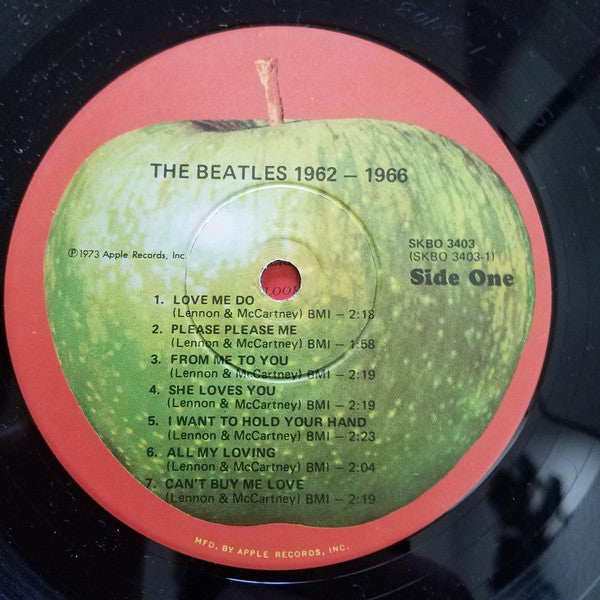 THE BEATLES 1962 – 1966
℗1973 Apple Records, Inc.
SKBO 3403
(SKBO 3403-1)
Side One
1. LOVE ME DO
(Lennon & McCartney) BMI – 2:18
2. PLEASE PLEASE ME
(Lennon & McCartney) BMI – 1:58
3. FROM ME TO YOU
(Lennon & McCartney) BMI – 2:19
4. SHE LOVES YOU
(Lennon & McCartney) BMI – 2:19
5. I WANT TO HOLD YOUR HAND
(Lennon & McCartney) BMI – 2:23
6. ALL MY LOVING
(Lennon & McCartney) BMI – 2:04
7. CAN'T BUY ME LOVE
(Lennon & McCartney) BMI – 2:19
MFD. BY APPLE RECORDS, INC.